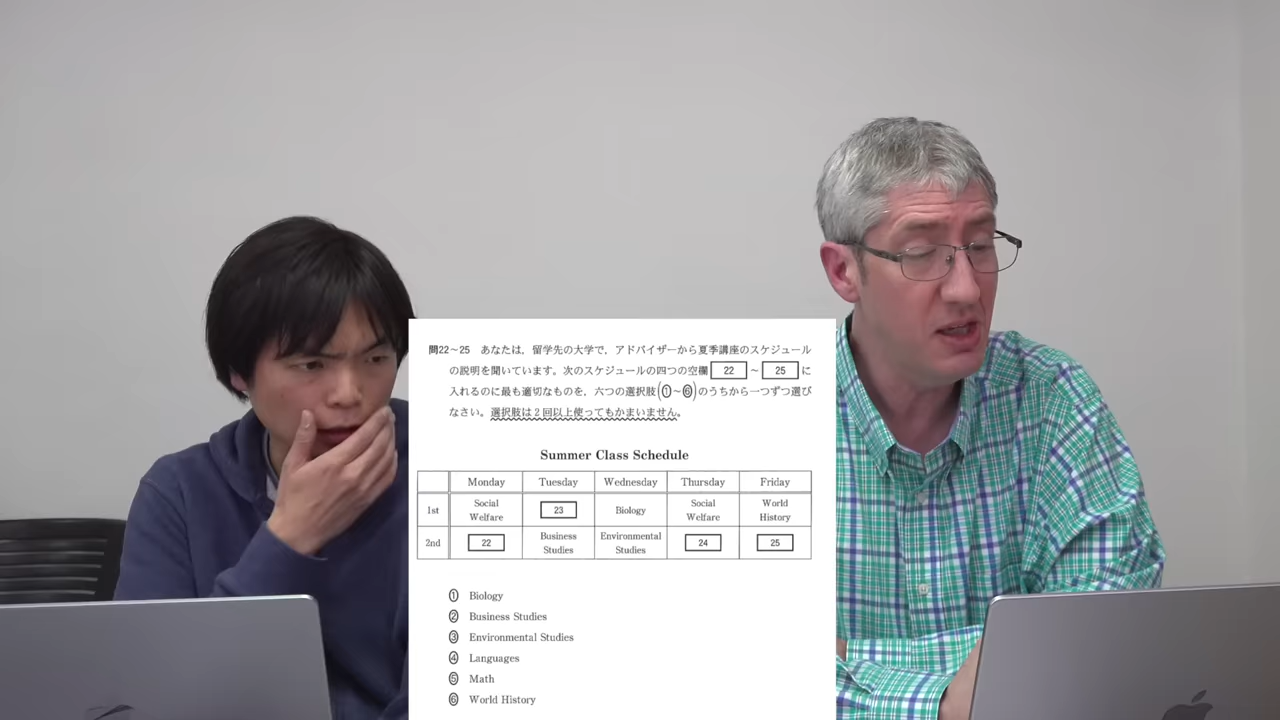 問22〜25 あなたは，留学先の大学で，アドバイザーから夏季講座のスケジュール
の説明を聞いています。次のスケジュールの四つの空欄 22 〜 25 に
入れるのに最も適切なものを，六つの選択肢(①〜⑥)のうちから一つずつ選び
なさい。選択肢は2回以上使ってもかまいません。
Summer Class Schedule
Monday Tuesday Wednesday Thursday Friday
1st Social Welfare 23 Biology Social Welfare World History
2nd 22 Business Studies Environmental Studies 24 25
① Biology
② Business Studies
③ Environmental Studies
④ Languages
⑤ Math
⑥ World History